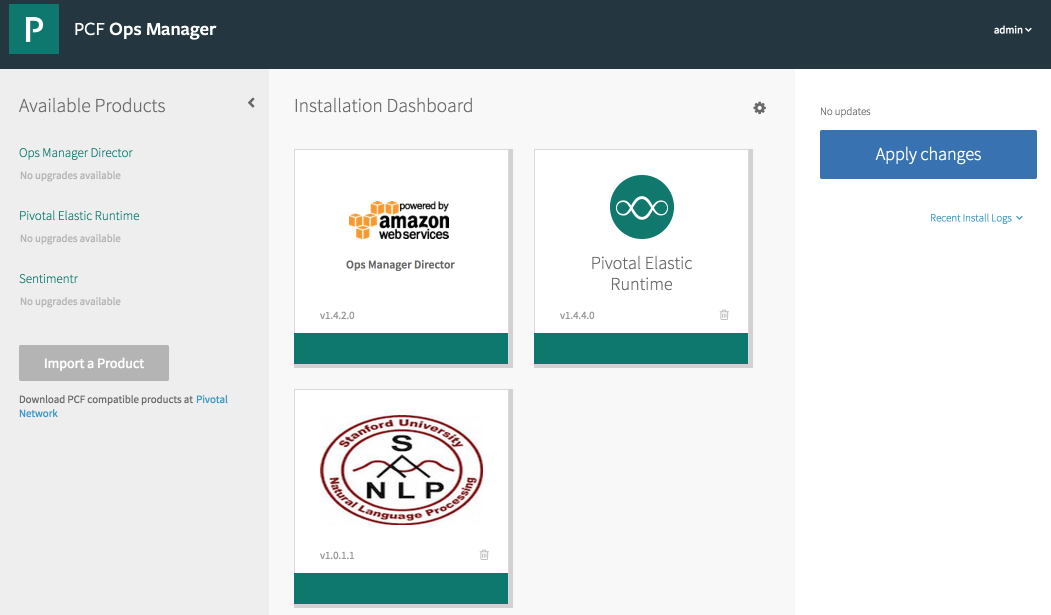 P
PCF Ops Manager
admin
Available Products
Ops Manager Director
No upgrades available
Pivotal Elastic Runtime
No upgrades available
Sentimentr
No upgrades available
Import a Product
Download PCF compatible products at Pivotal
Network
Installation Dashboard
powered by
amazon
web services
Ops Manager Director
v1.4.2.0
Pivotal Elastic
Runtime
v1.4.4.0
Stanford University
S
NLP
Natural Language Processing
v1.0.1.1
No updates
Apply changes
Recent Install Logs